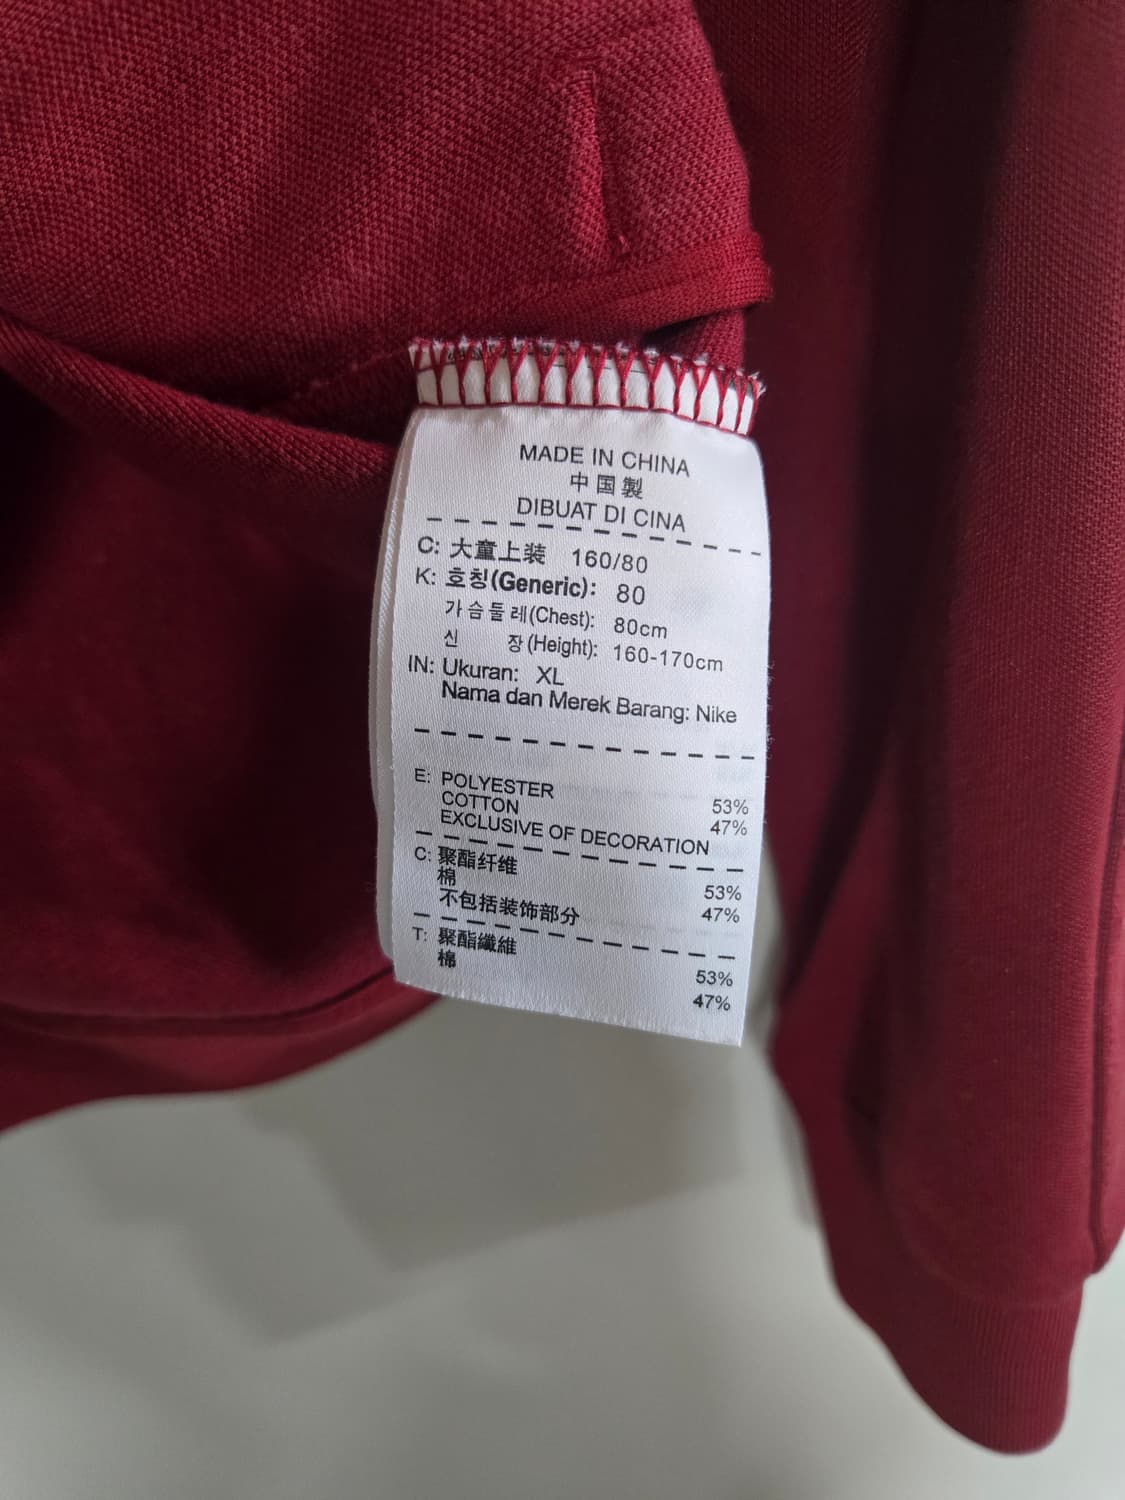 MADE IN CHINA
中国製
DIBUAT DI CINA
C: 大童上装 160/80
K: 호칭(Generic): 80
가슴둘레(Chest): 80cm
신 장(Height): 160-170cm
IN: Ukuran: XL
Nama dan Merek Barang: Nike
E: POLYESTER 53%
COTTON 47%
EXCLUSIVE OF DECORATION
C: 聚酯纤维 53%
棉 47%
不包括装饰部分
T: 聚酯纖維 53%
棉 47%